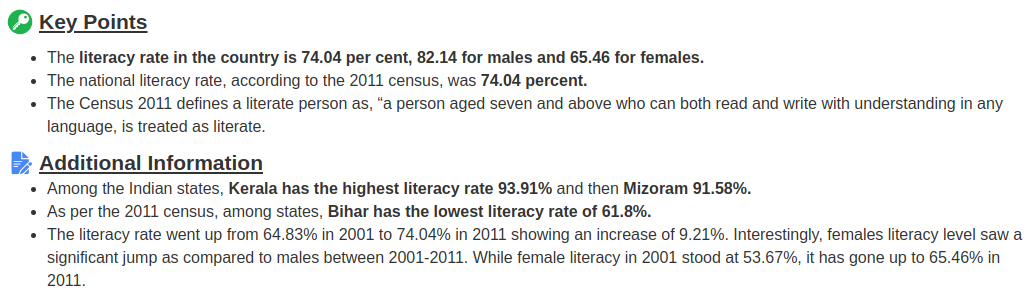 Key Points
The literacy rate in the country is 74.04 per cent, 82.14 for males and 65.46 for females.
The national literacy rate, according to the 2011 census, was 74.04 percent.
The Census 2011 defines a literate person as, “a person aged seven and above who can both read and write with understanding in any
language, is treated as literate.
Additional Information
Among the Indian states, Kerala has the highest literacy rate 93.91% and then Mizoram 91.58%.
As per the 2011 census, among states, Bihar has the lowest literacy rate of 61.8%.
The literacy rate went up from 64.83% in 2001 to 74.04% in 2011 showing an increase of 9.21%. Interestingly, females literacy level saw a
significant jump as compared to males between 2001-2011. While female literacy in 2001 stood at 53.67%, it has gone up to 65.46% in
2011.